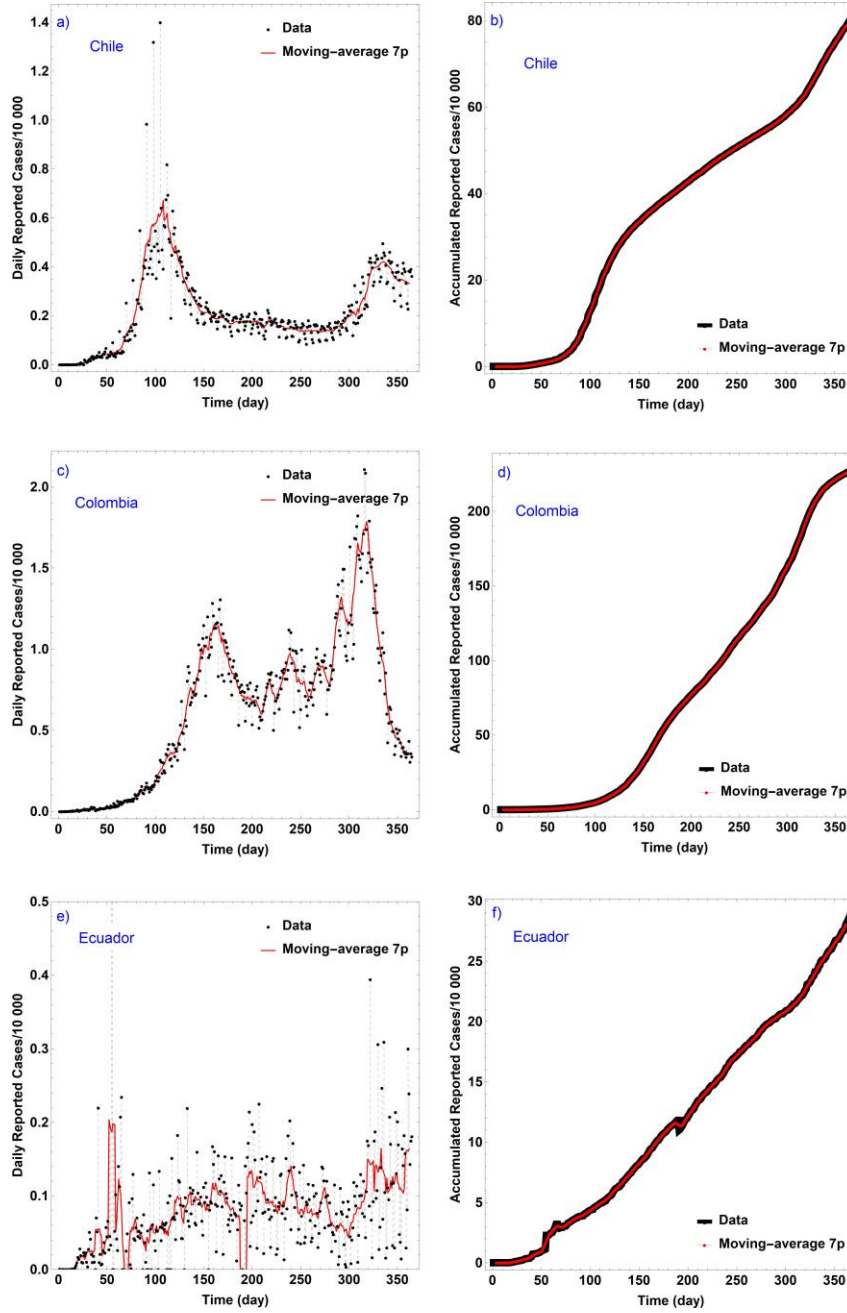 a)
Chile
Data
Moving-average 7p
Daily Reported Cases/10 000
1.4
1.2
1.0
0.8
0.6
0.4
0.2
0.0
0 50 100 150 200 250 300 350
Time (day)
b)
Chile
Data
Moving-average 7p
Accumulated Reported Cases/10 000
80
60
40
20
0
0 50 100 150 200 250 300 350
Time (day)
c)
Colombia
Data
Moving-average 7p
Daily Reported Cases/10 000
2.0
1.5
1.0
0.5
0.0
0 50 100 150 200 250 300 350
Time (day)
d)
Colombia
Data
Moving-average 7p
Accumulated Reported Cases/10 000
200
150
100
50
0
0 50 100 150 200 250 300 350
Time (day)
e)
Ecuador
Data
Moving-average 7p
Daily Reported Cases/10 000
0.5
0.4
0.3
0.2
0.1
0.0
0 50 100 150 200 250 300 350
Time (day)
f)
Ecuador
Data
Moving-average 7p
Accumulated Reported Cases/10 000
30
25
20
15
10
5
0
0 50 100 150 200 250 300 350
Time (day)